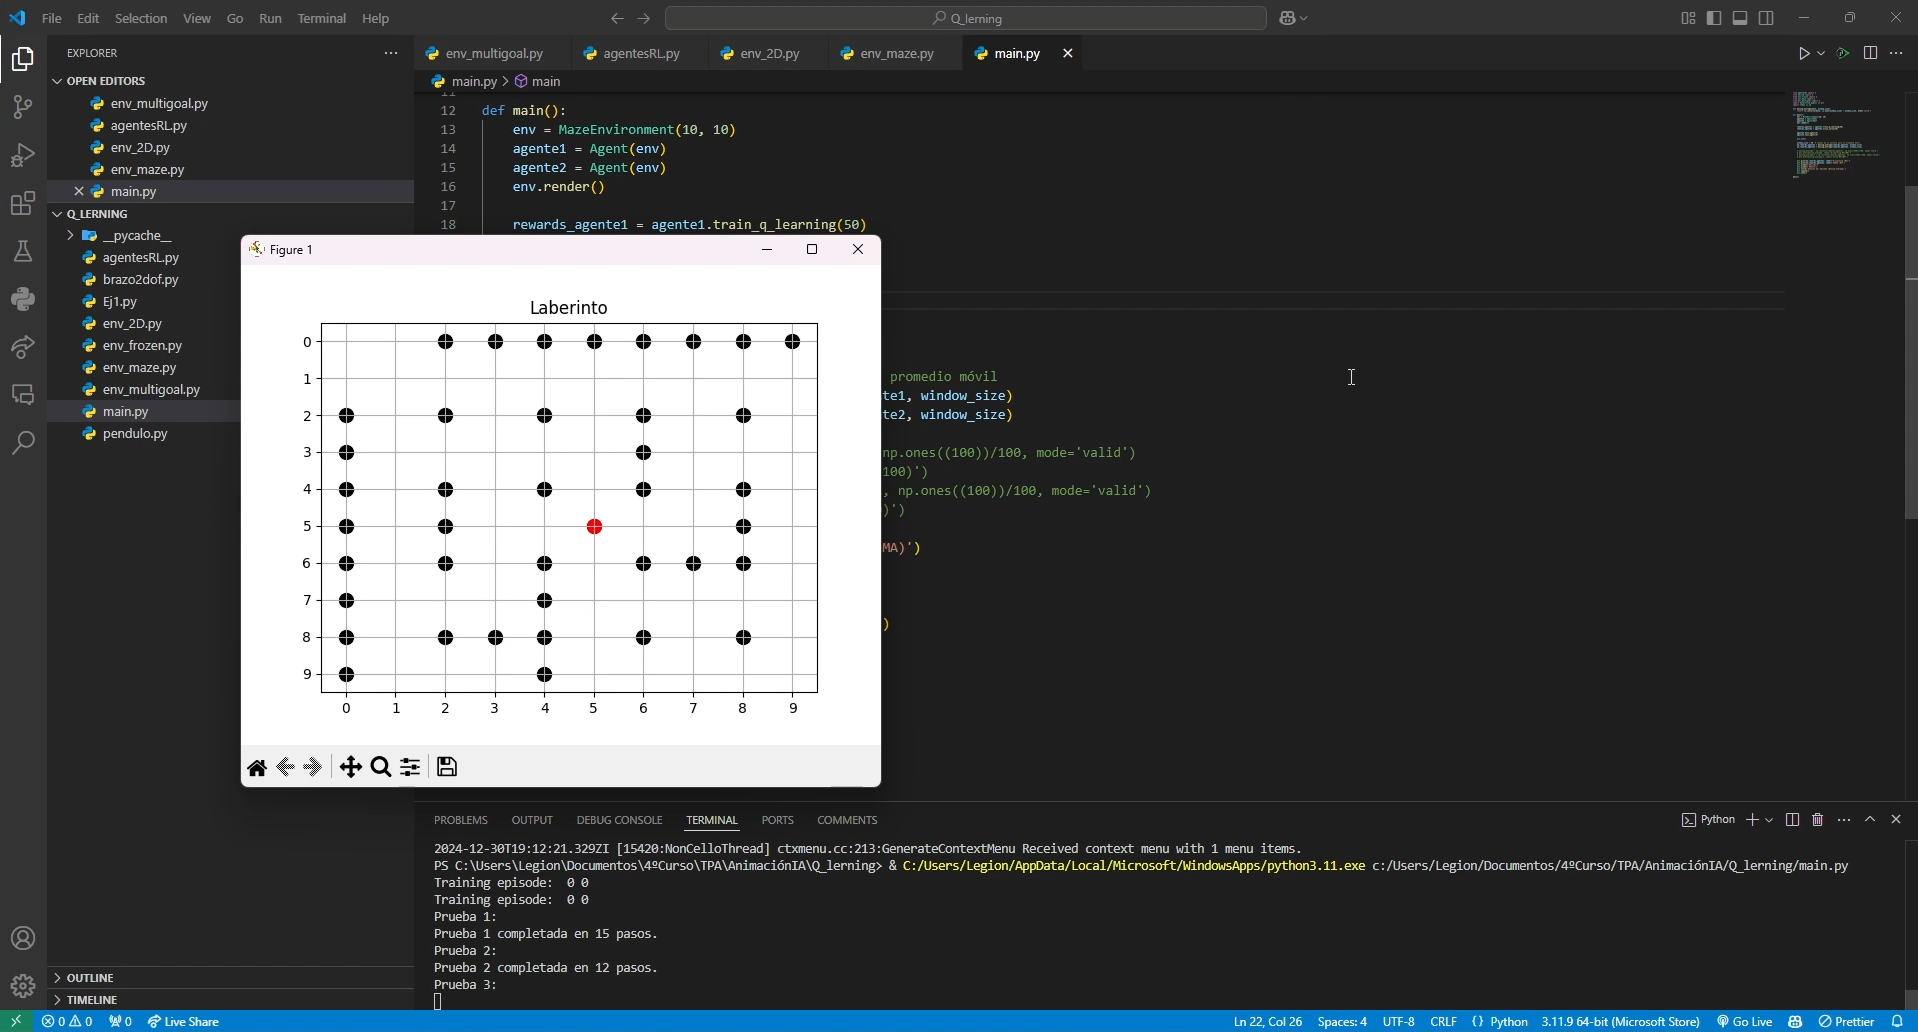 File Edit Selection View Go Run Terminal Help
Q_lerning
EXPLORER
OPEN EDITORS
env_multigoal.py
agentesRL.py
env_2D.py
env_maze.py
main.py
Q_LERNING
__pycache__
agentesRL.py
brazo2dof.py
Ej1.py
env_2D.py
env_frozen.py
env_maze.py
env_multigoal.py
main.py
pendulo.py
OUTLINE
TIMELINE
env_multigoal.py agentesRL.py env_2D.py env_maze.py main.py
main.py > main
12 def main():
13 env = MazeEnvironment(10, 10)
14 agente1 = Agent(env)
15 agente2 = Agent(env)
16 env.render()
17
18 rewards_agente1 = agente1.train_q_learning(50)
promedio móvil
te1, window_size)
te2, window_size)
np.ones((100))/100, mode='valid')
100)')
, np.ones((100))/100, mode='valid')
)')
MA)')
)
Figure 1
Laberinto
0
1
2
3
4
5
6
7
8
9
0 1 2 3 4 5 6 7 8 9
PROBLEMS OUTPUT DEBUG CONSOLE TERMINAL PORTS COMMENTS
Python
2024-12-30T19:12:21.329ZI [15420:NonCelloThread] ctxmenu.cc:213:GenerateContextMenu Received context menu with 1 menu items.
PS C:\Users\Legion\Documentos\4ºCurso\TPA\AnimaciónIA\Q_lerning> & C:/Users/Legion/AppData/Local/Microsoft/WindowsApps/python3.11.exe c:/Users/Legion/Documentos/4ºCurso/TPA/AnimaciónIA/Q_lerning/main.py
Training episode: 0 0
Training episode: 0 0
Prueba 1:
Prueba 1 completada en 15 pasos.
Prueba 2:
Prueba 2 completada en 12 pasos.
Prueba 3:
0 0 0 Live Share
Ln 22, Col 26 Spaces: 4 UTF-8 CRLF {} Python 3.11.9 64-bit (Microsoft Store) Go Live Prettier